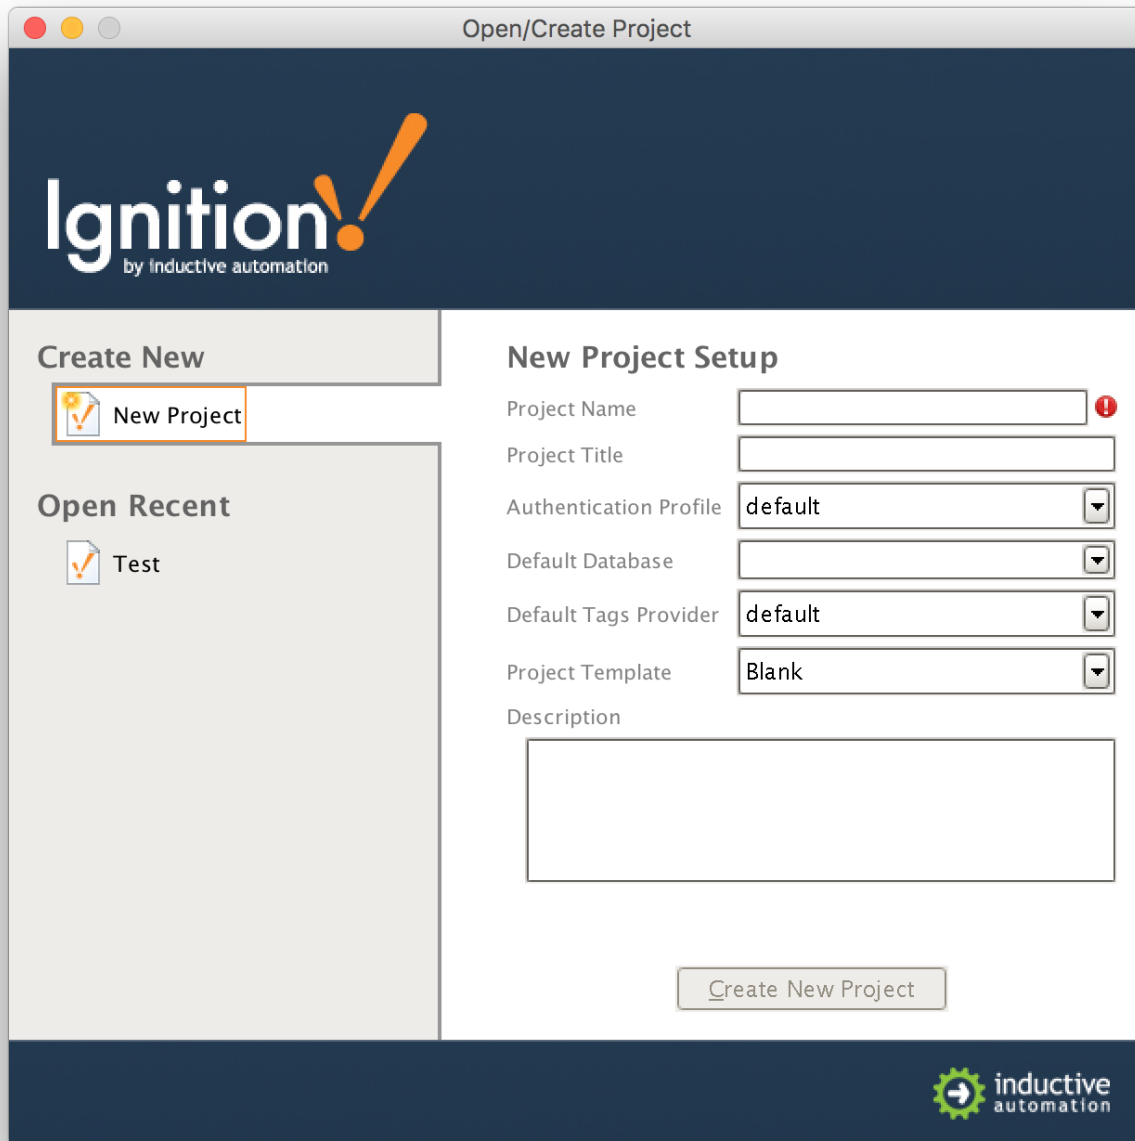 Open/Create Project
Ignition
by inductive automation
Create New
New Project
Open Recent
Test
New Project Setup
Project Name
Project Title
Authentication Profile default
Default Database
Default Tags Provider default
Project Template Blank
Description
Create New Project
inductive
automation